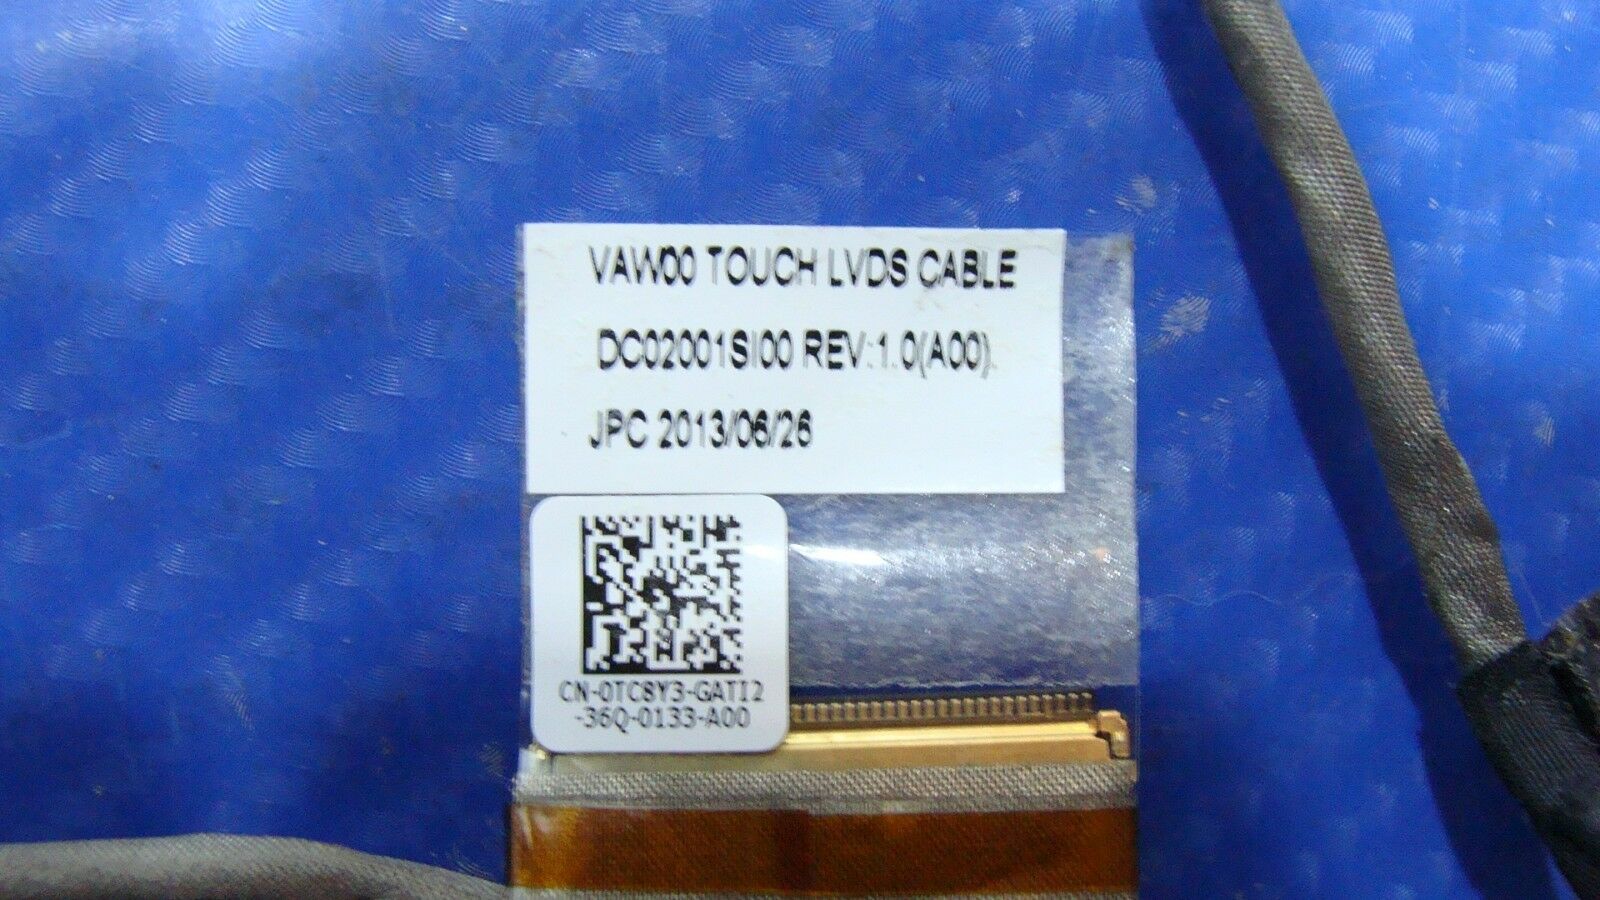 VAW00 TOUCH LVDS CABLE
DC02001SI00 REV:1.0(A00)
JPC 2013/06/26
CN-0TC8Y3-GATI2
-36Q-0133-A00